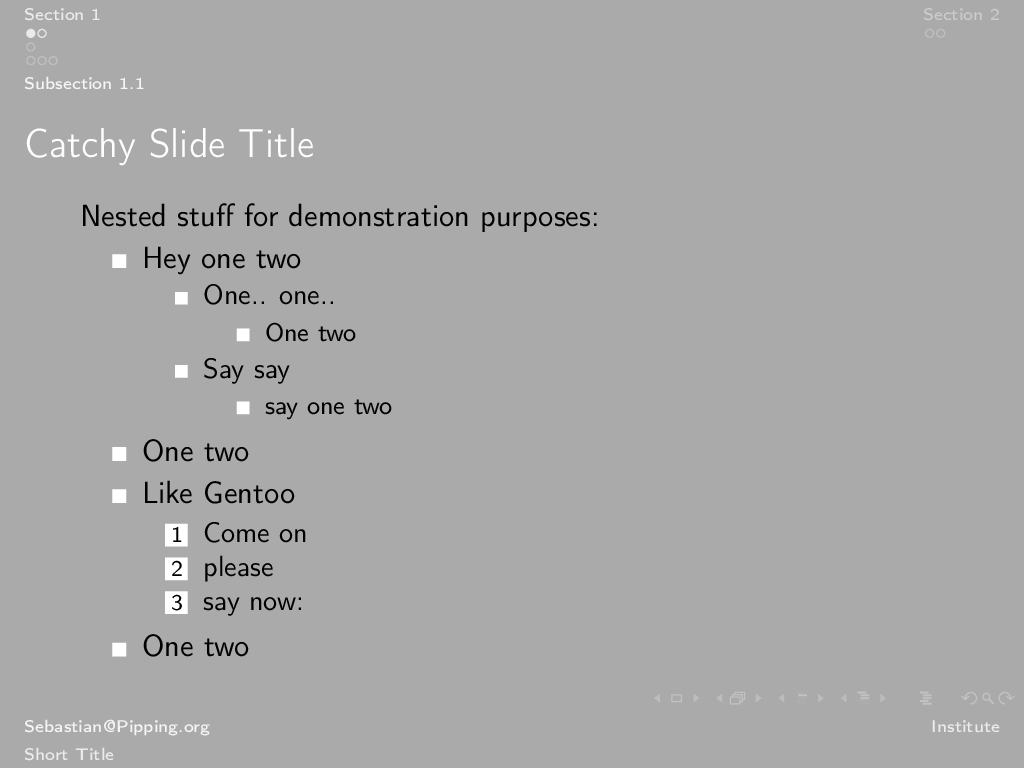 Section 1
Section 2
Subsection 1.1
Catchy Slide Title
Nested stuff for demonstration purposes:
Hey one two
One.. one..
One two
Say say
say one two
One two
Like Gentoo
1 Come on
2 please
3 say now:
One two
Sebastian@Pipping.org
Institute
Short Title